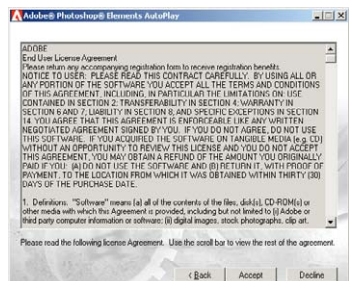 Adobe® Photoshop® Elements AutoPlay
ADOBE
End User License Agreement
Please return any accompanying registration form to receive registration benefits.
NOTICE TO USER: PLEASE READ THIS CONTRACT CAREFULLY. BY USING ALL OR
ANY PORTION OF THE SOFTWARE YOU ACCEPT ALL THE TERMS AND CONDITIONS
OF THIS AGREEMENT, INCLUDING, IN PARTICULAR THE LIMITATIONS ON: USE
CONTAINED IN SECTION 2; TRANSFERABILITY IN SECTION 4; WARRANTY IN
SECTION 6 AND 7; LIABILITY IN SECTION 8, AND SPECIFIC EXCEPTIONS IN SECTION
14. YOU AGREE THAT THIS AGREEMENT IS ENFORCEABLE LIKE ANY WRITTEN
NEGOTIATED AGREEMENT SIGNED BY YOU. IF YOU DO NOT AGREE, DO NOT USE
THIS SOFTWARE. IF YOU ACQUIRED THE SOFTWARE ON TANGIBLE MEDIA (e.g. CD)
WITHOUT AN OPPORTUNITY TO REVIEW THIS LICENSE AND YOU DO NOT ACCEPT
THIS AGREEMENT, YOU MAY OBTAIN A REFUND OF THE AMOUNT YOU ORIGINALLY
PAID IF YOU: (A) DO NOT USE THE SOFTWARE AND (B) RETURN IT, WITH PROOF OF
PAYMENT, TO THE LOCATION FROM WHICH IT WAS OBTAINED WITHIN THIRTY (30)
DAYS OF THE PURCHASE DATE.
1. Definitions. "Software" means (a) all of the contents of the files, disk(s), CD-ROM(s) or
other media with which this Agreement is provided, including but not limited to (i) Adobe or
third party computer information or software; (ii) digital images, stock photographs, clip art,
Please read the following license Agreement. Use the scroll bar to view the rest of the agreement.
< Back
Accept
Decline